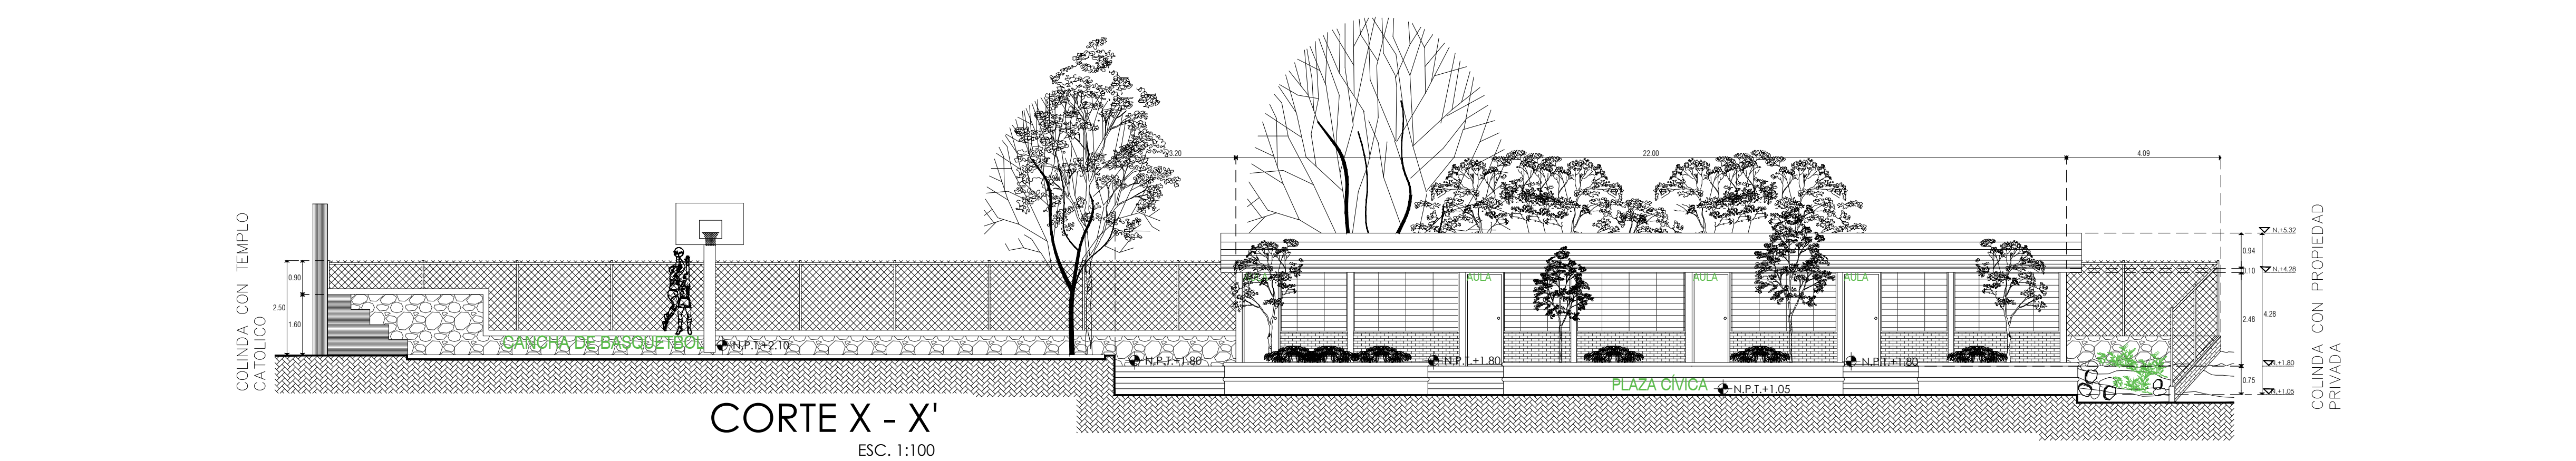 COLINDA CON TEMPLO
CATOLICO
2.50
0.90
1.60
CANCHA DE BASQUETBOL
N.P.T.+2.10
3.20
22.00
4.09
N.P.T.+1.80
N.P.T.+1.80
N.P.T.+1.80
AULA
AULA
AULA
PLAZA CÍVICA
N.P.T.+1.05
0.94
0.10
2.48
0.75
4.28
N.+5.32
N.+4.28
N.+1.80
N.+1.05
COLINDA CON PROPIEDAD
PRIVADA
CORTE X - X'
ESC. 1:100